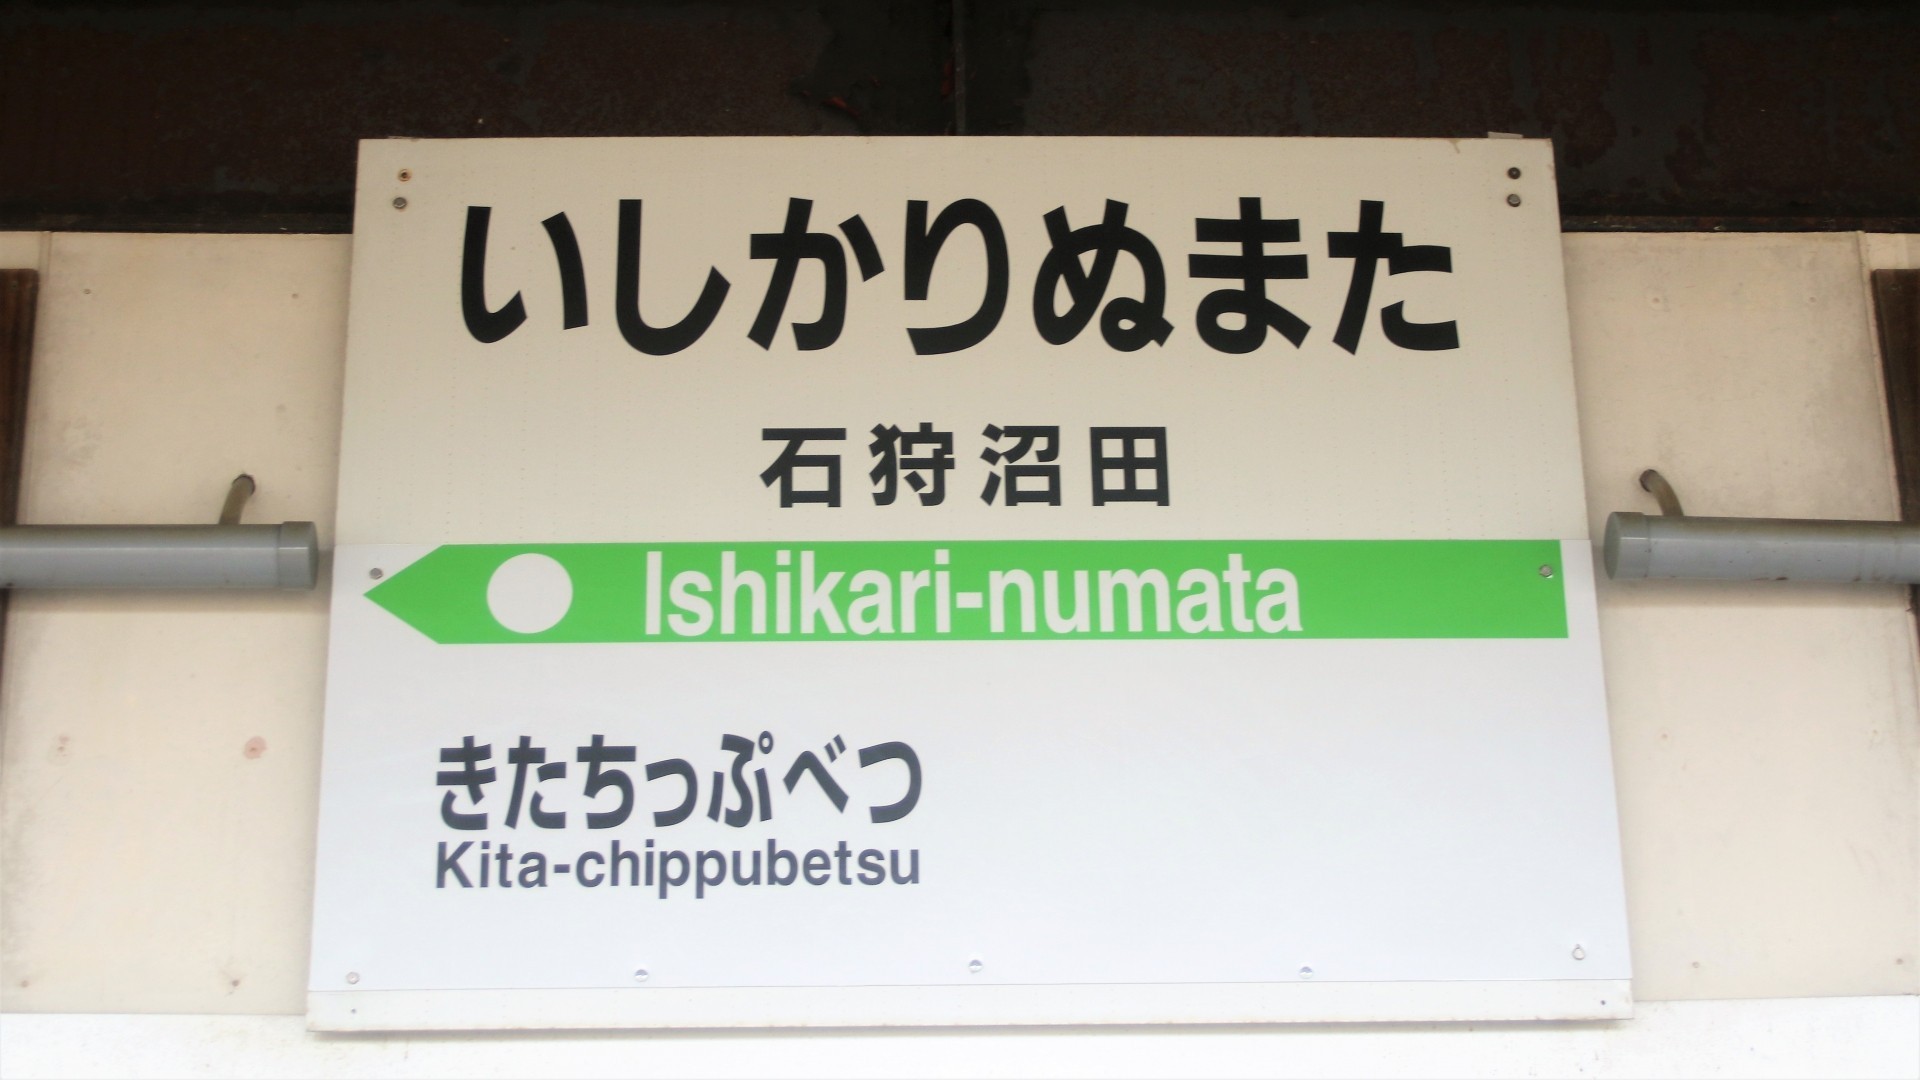 いしかりぬまた
石狩沼田
Ishikari-numata
きたちっぷべつ
Kita-chippubetsu